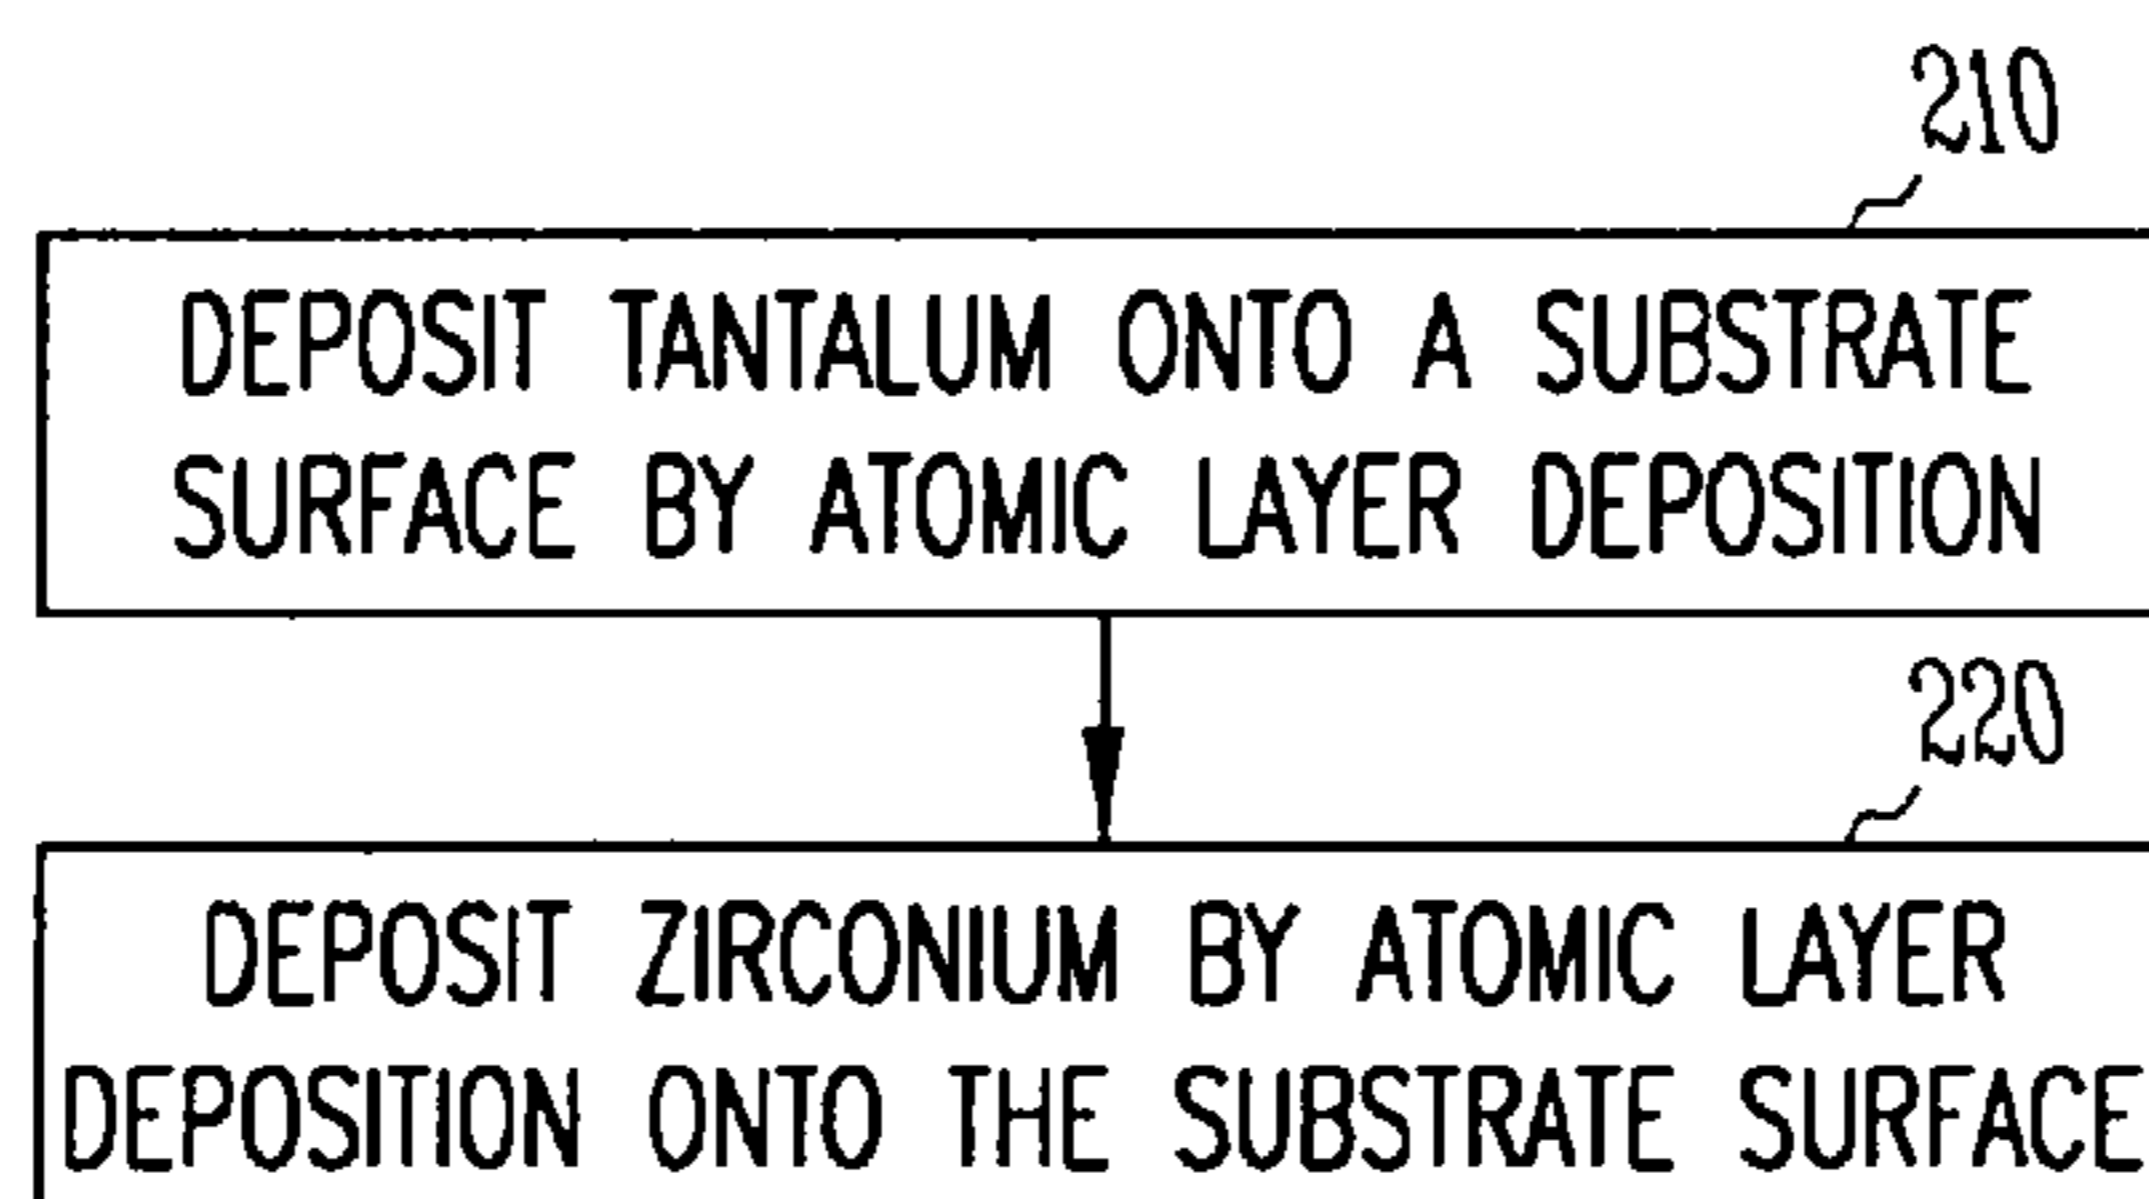 210
DEPOSIT TANTALUM ONTO A SUBSTRATE
SURFACE BY ATOMIC LAYER DEPOSITION
220
DEPOSIT ZIRCONIUM BY ATOMIC LAYER
DEPOSITION ONTO THE SUBSTRATE SURFACE